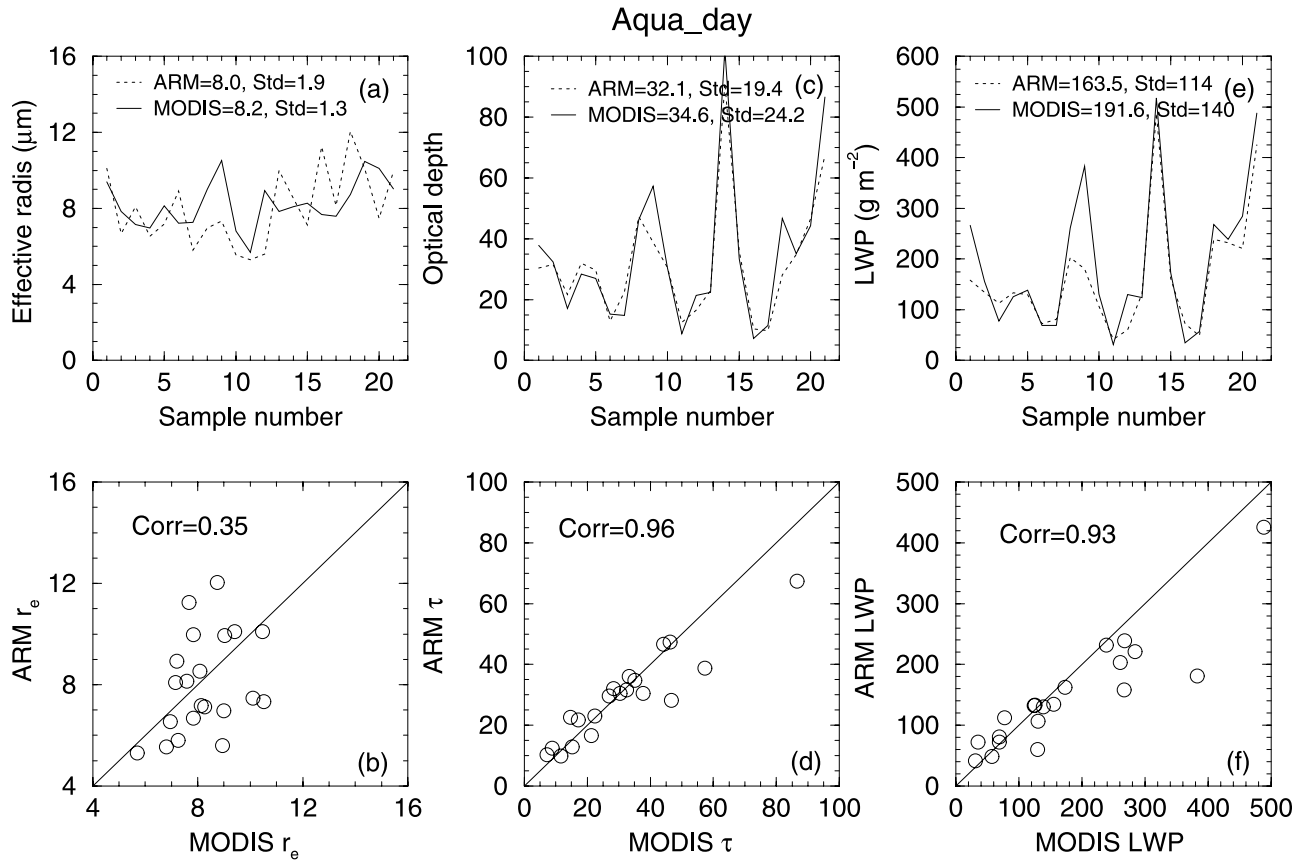 Aqua_day
16
12
8
4
0
Effective radis (μm)
ARM=8.0, Std=1.9
MODIS=8.2, Std=1.3
(a)
0 5 10 15 20
Sample number
100
80
60
40
20
0
Optical depth
ARM=32.1, Std=19.4
MODIS=34.6, Std=24.2
(c)
0 5 10 15 20
Sample number
600
500
400
300
200
100
0
LWP (g m⁻²)
ARM=163.5, Std=114
MODIS=191.6, Std=140
(e)
0 5 10 15 20
Sample number
16
12
8
4
ARM rₑ
Corr=0.35
(b)
4 8 12 16
MODIS rₑ
100
80
60
40
20
0
ARM τ
Corr=0.96
(d)
0 20 40 60 80 100
MODIS τ
500
400
300
200
100
0
ARM LWP
Corr=0.93
(f)
0 100 200 300 400 500
MODIS LWP